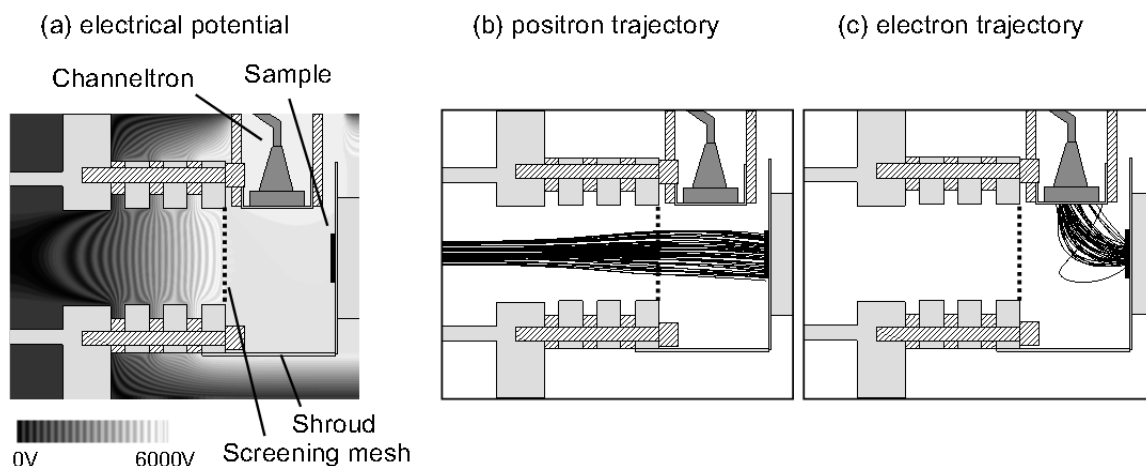 (a) electrical potential
(b) positron trajectory
(c) electron trajectory
Channeltron
Sample
Shroud
Screening mesh
0V
6000V